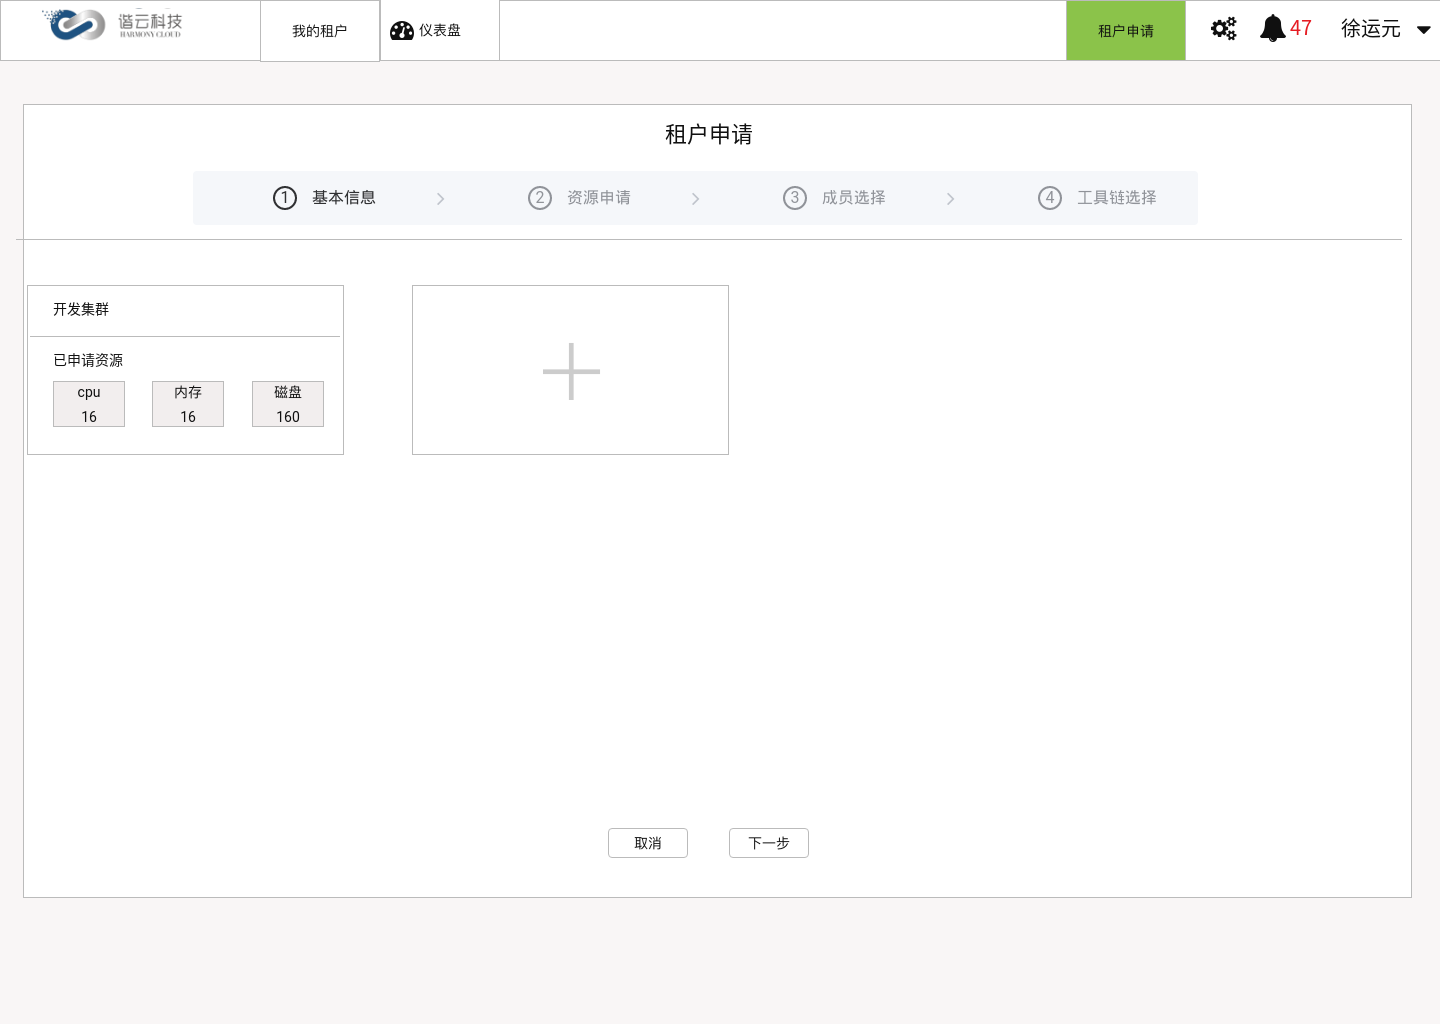 谐云科技
HARMONY CLOUD
我的租户
仪表盘
租户申请
47
徐运元
租户申请
1 基本信息
2 资源申请
3 成员选择
4 工具链选择
开发集群
已申请资源
cpu 内存 磁盘
16 16 160
取消 下一步